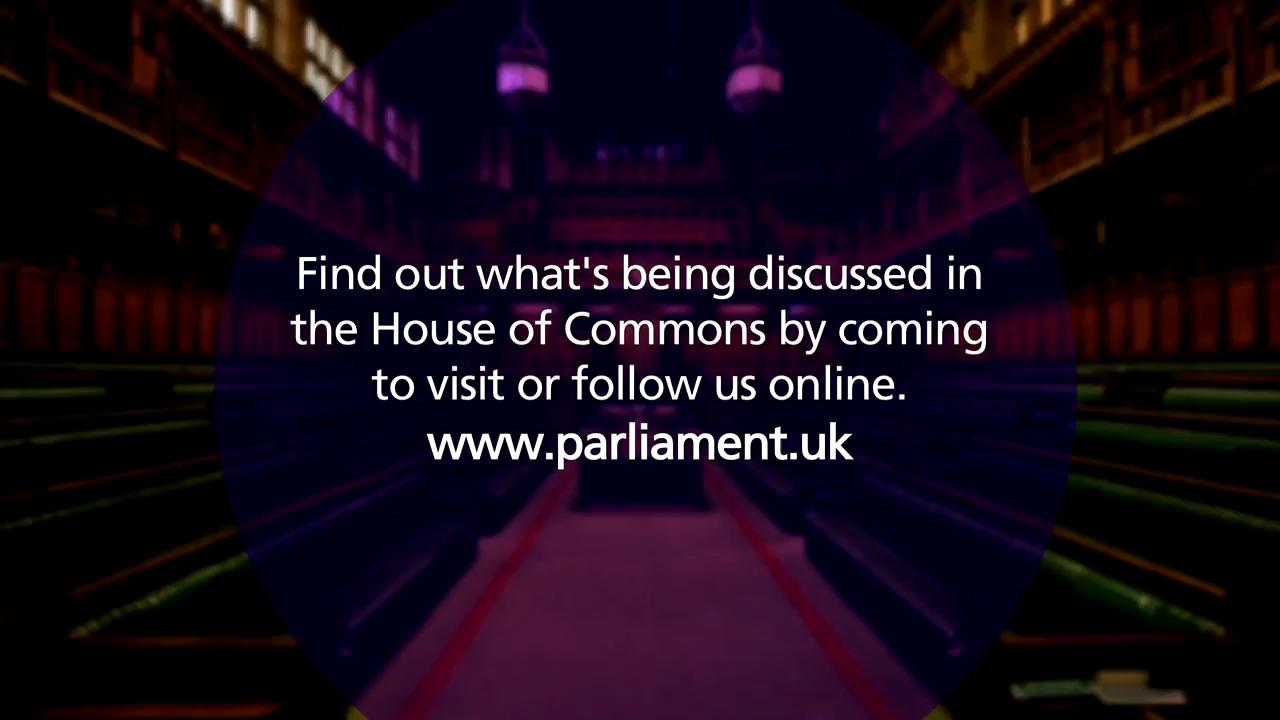 Find out what's being discussed in
the House of Commons by coming
to visit or follow us online.
www.parliament.uk